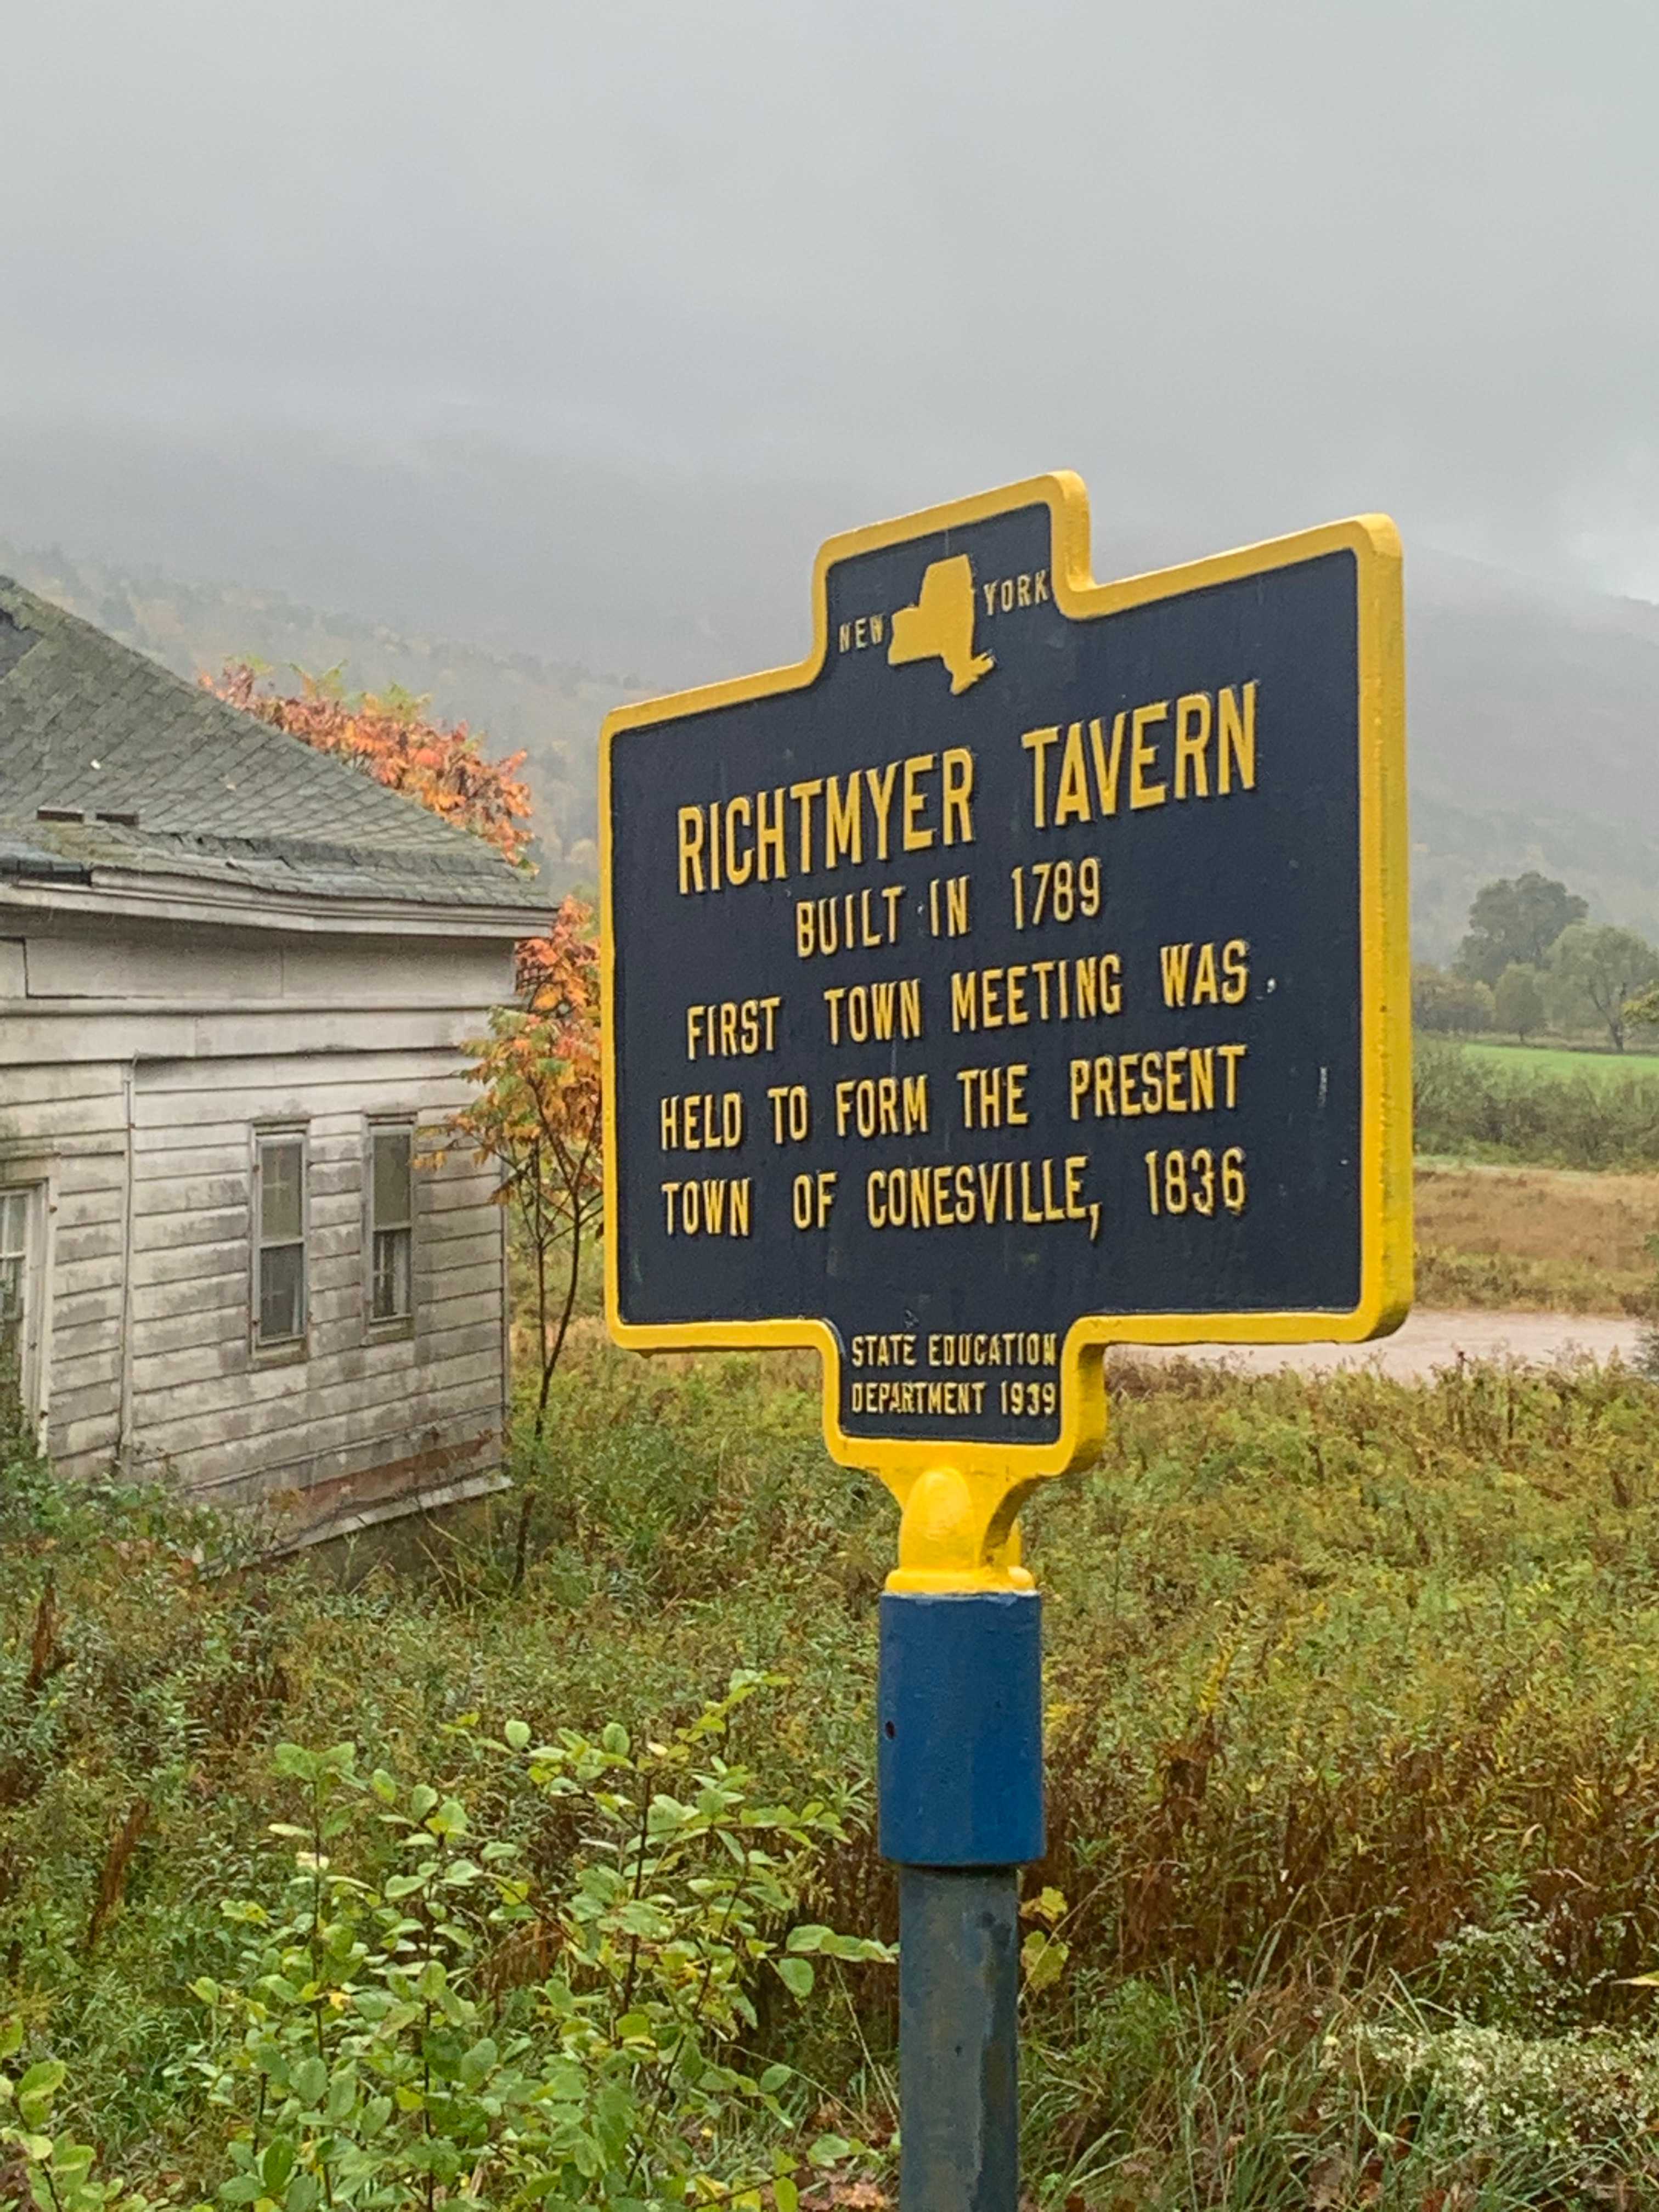 NEW YORK
RICHTMYER TAVERN
BUILT IN 1789
FIRST TOWN MEETING WAS
HELD TO FORM THE PRESENT
TOWN OF CONESVILLE, 1836
STATE EDUCATION
DEPARTMENT 1939